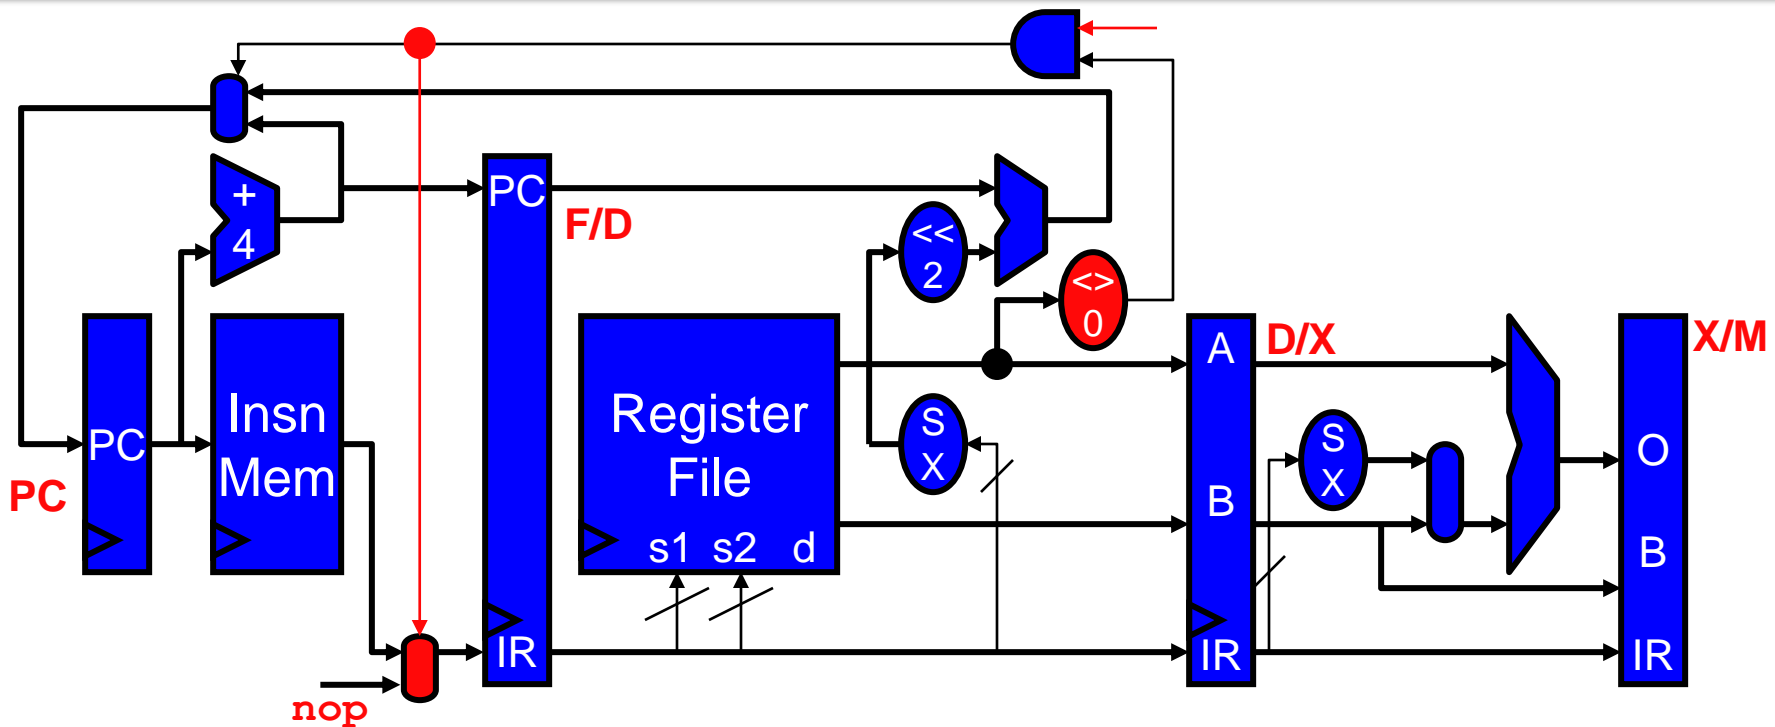 +
4
PC
F/D
<<
2
<>
0
PC
PC
Insn
Mem
Register
File
s1 s2 d
S
X
A
B
IR
D/X
S
X
X/M
O
B
IR
IR
nop